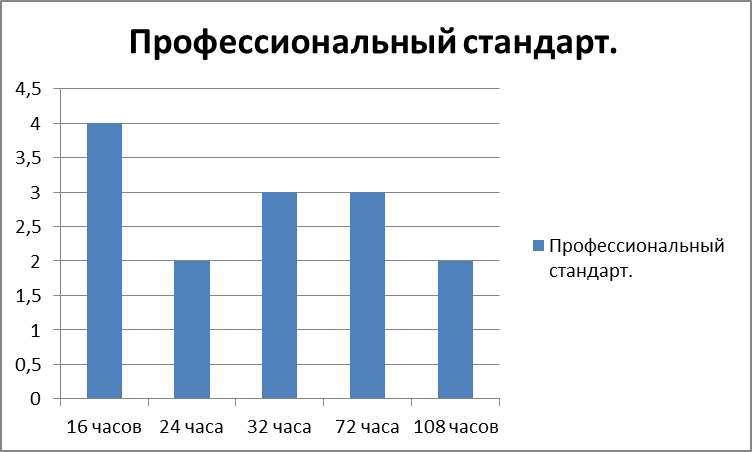 Профессиональный стандарт.
4,5
4
3,5
3
2,5
2
1,5
1
0,5
0
16 часов 24 часа 32 часа 72 часа 108 часов
Профессиональный
стандарт.